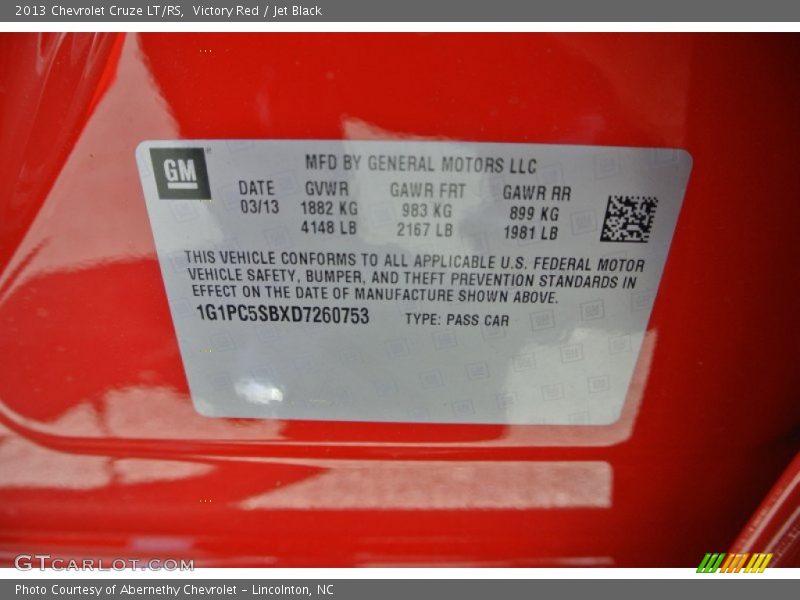 2013 Chevrolet Cruze LT/RS, Victory Red / Jet Black
GM
MFD BY GENERAL MOTORS LLC
DATE GVWR GAWR FRT GAWR RR
03/13 1882 KG 983 KG 899 KG
4148 LB 2167 LB 1981 LB
THIS VEHICLE CONFORMS TO ALL APPLICABLE U.S. FEDERAL MOTOR
VEHICLE SAFETY, BUMPER, AND THEFT PREVENTION STANDARDS IN
EFFECT ON THE DATE OF MANUFACTURE SHOWN ABOVE.
1G1PC5SBXD7260753 TYPE: PASS CAR
GTCarLot.com
Photo Courtesy of Abernethy Chevrolet - Lincolnton, NC